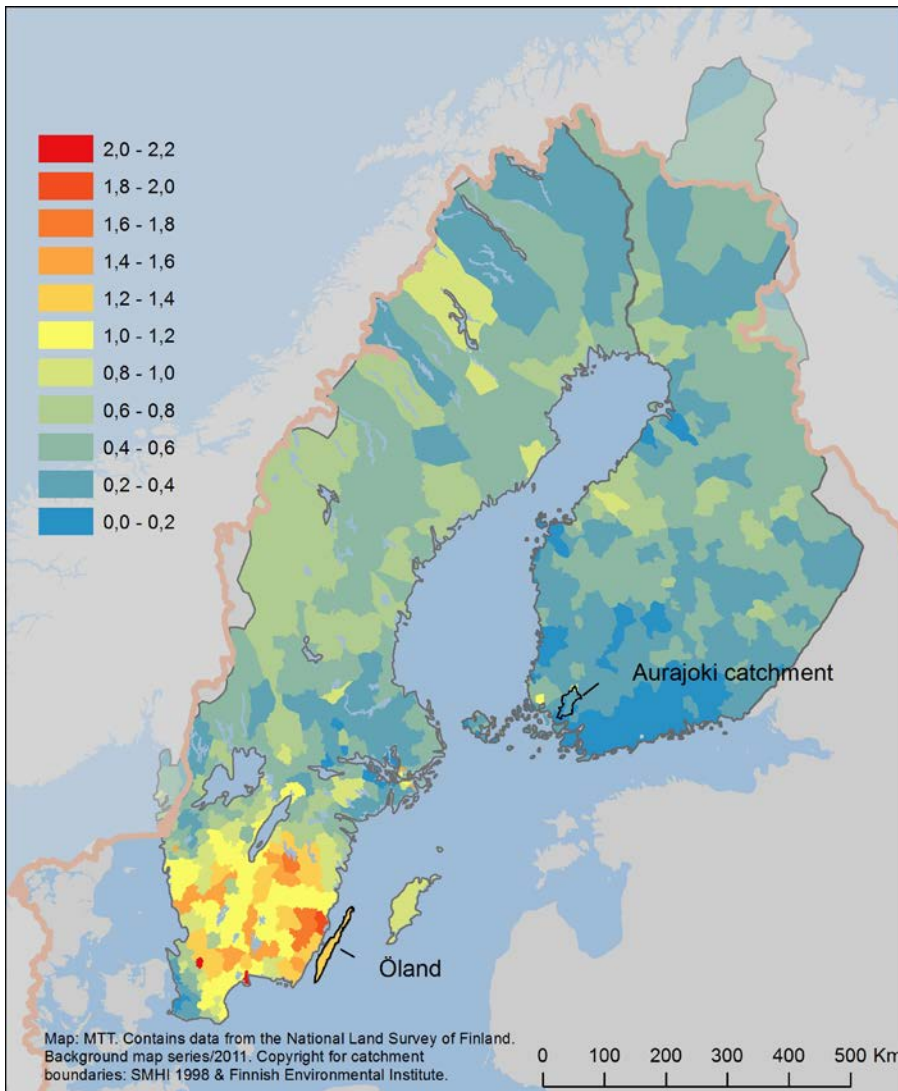 2,0 - 2,2
1,8 - 2,0
1,6 - 1,8
1,4 - 1,6
1,2 - 1,4
1,0 - 1,2
0,8 - 1,0
0,6 - 0,8
0,4 - 0,6
0,2 - 0,4
0,0 - 0,2
Aurajoki catchment
Öland
Map: MTT. Contains data from the National Land Survey of Finland.
Background map series/2011. Copyright for catchment
boundaries: SMHI 1998 & Finnish Environmental Institute.
0 100 200 300 400 500 Km